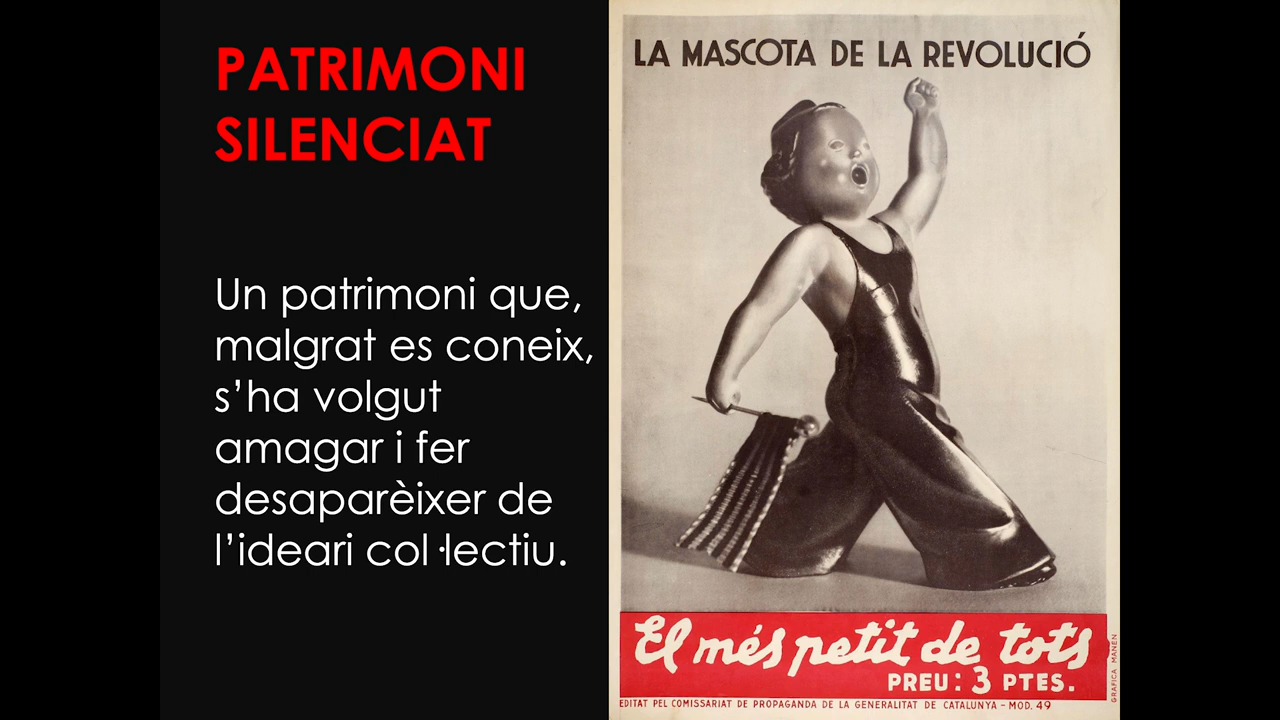 PATRIMONI
SILENCIAT
Un patrimoni que,
malgrat es coneix,
s'ha volgut
amagar i fer
desaparèixer de
l'ideari col·lectiu.
LA MASCOTA DE LA REVOLUCIÓ
El més petit de tots
PREU: 3 PTES.
GRAFICA MANEN
EDITAT PEL COMISSARIAT DE PROPAGANDA DE LA GENERALITAT DE CATALUNYA - MOD. 49